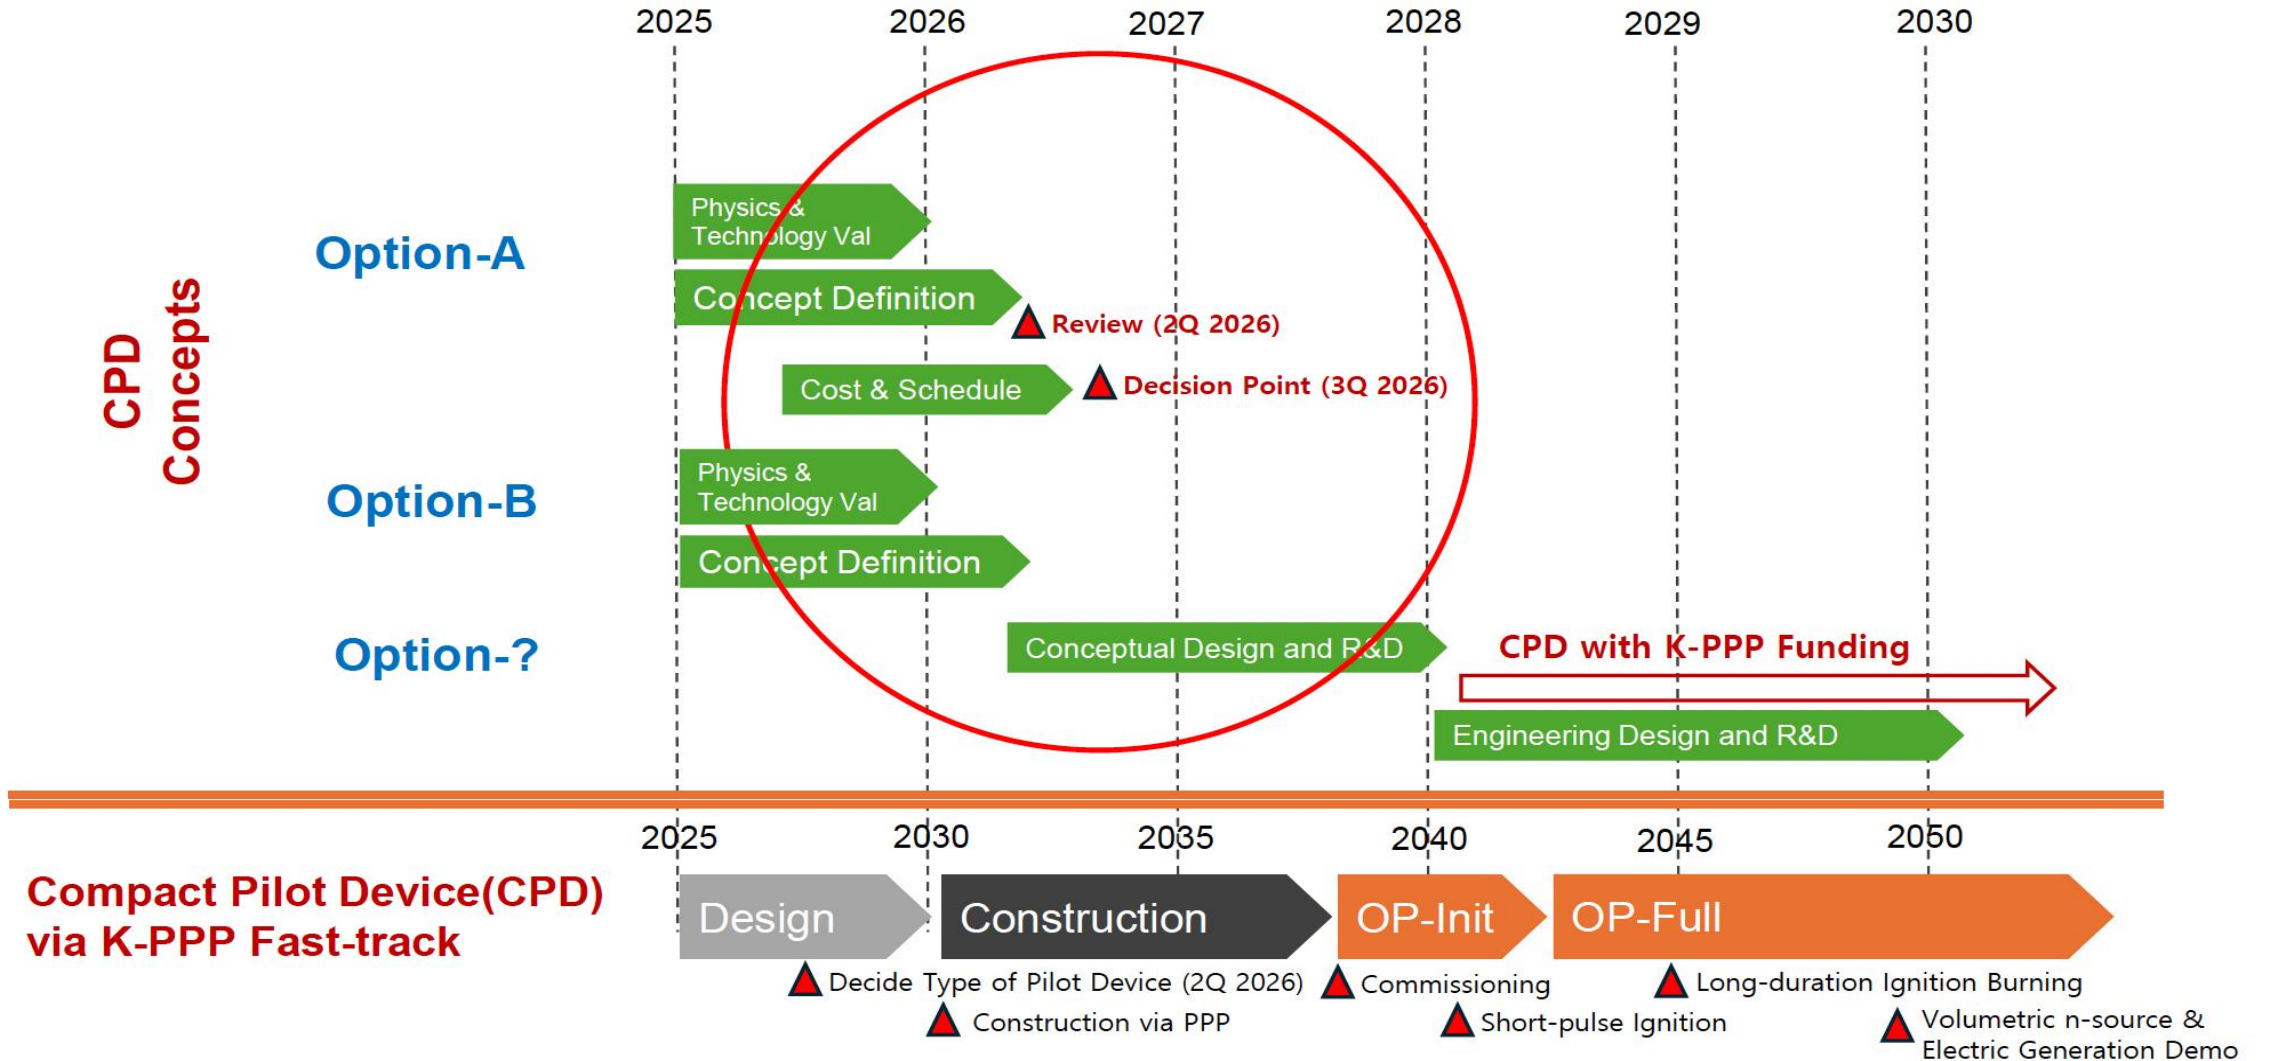 2025 2026 2027 2028 2029 2030
CPD
Concepts
Option-A
Physics &
Technology Val
Concept Definition
Review (2Q 2026)
Cost & Schedule
Decision Point (3Q 2026)
Option-B
Physics &
Technology Val
Concept Definition
Option-?
Conceptual Design and R&D
CPD with K-PPP Funding
Engineering Design and R&D
2025 2030 2035 2040 2045 2050
Compact Pilot Device(CPD)
via K-PPP Fast-track
Design
Construction
OP-Init
OP-Full
Decide Type of Pilot Device (2Q 2026)
Commissioning
Long-duration Ignition Burning
Construction via PPP
Short-pulse Ignition
Volumetric n-source &
Electric Generation Demo